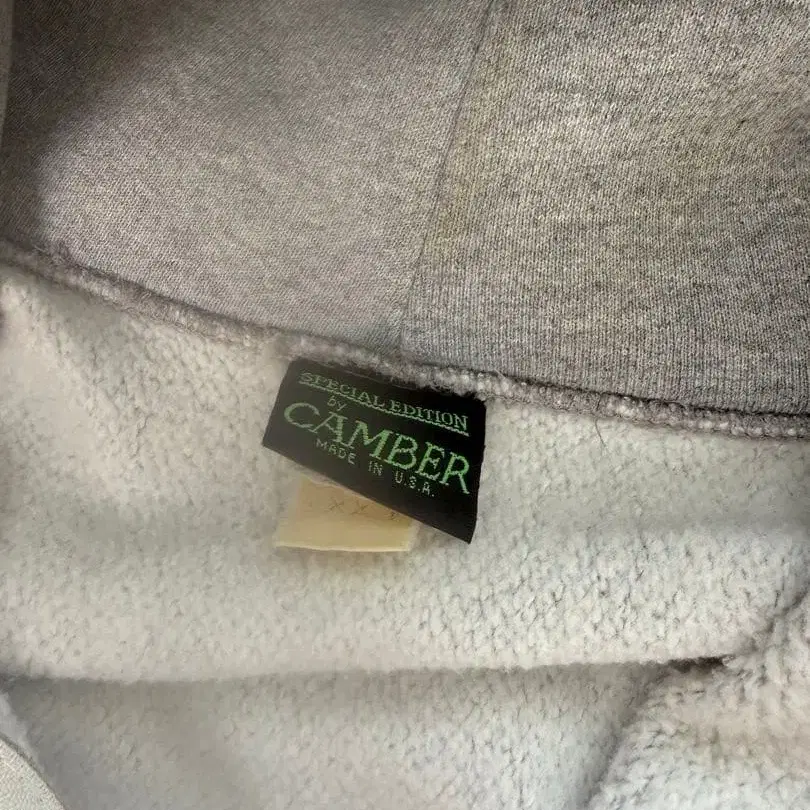 SPECIAL EDITION
by
CAMBER
MADE IN U.S.A.